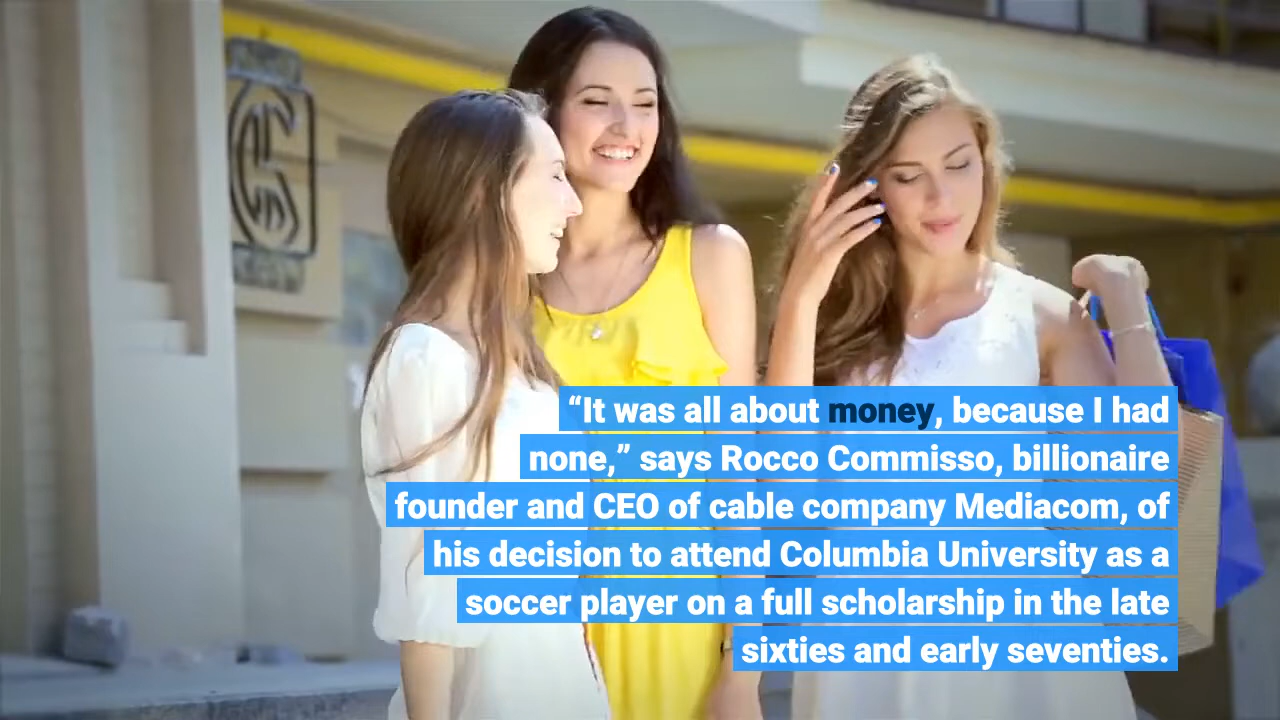 “It was all about money, because I had
none,” says Rocco Commisso, billionaire
founder and CEO of cable company Mediacom, of
his decision to attend Columbia University as a
soccer player on a full scholarship in the late
sixties and early seventies.